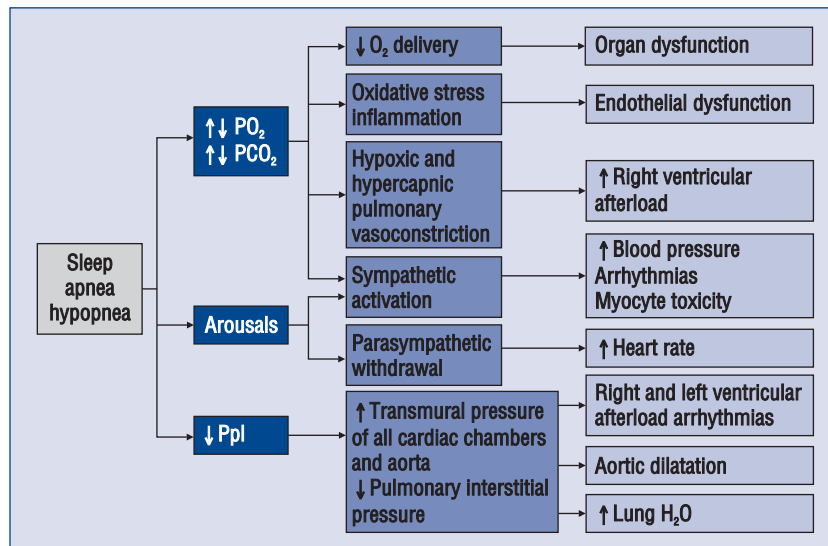 Sleep
apnea
hypopnea
↑↓ PO₂
↑↓ PCO₂
Arousals
↓ Ppl
↓ O₂ delivery
Oxidative stress
inflammation
Hypoxic and
hypercapnic
pulmonary
vasoconstriction
Sympathetic
activation
Parasympathetic
withdrawal
↑ Transmural pressure
of all cardiac chambers
and aorta
↓ Pulmonary interstitial
pressure
Organ dysfunction
Endothelial dysfunction
↑ Right ventricular
afterload
↑ Blood pressure
Arrhythmias
Myocyte toxicity
↑ Heart rate
Right and left ventricular
afterload arrhythmias
Aortic dilatation
↑ Lung H₂O